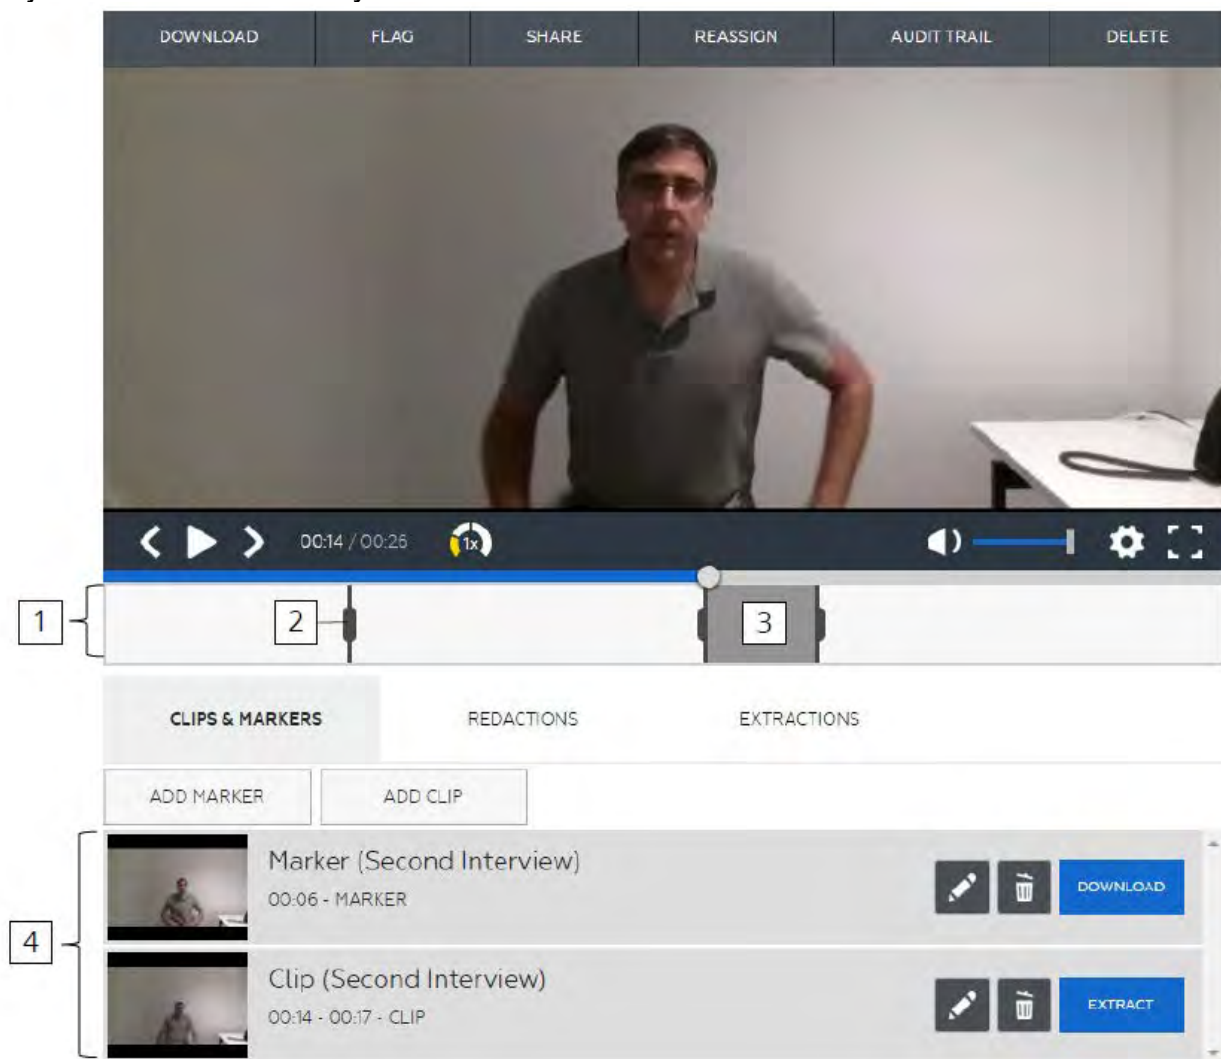 DOWNLOAD FLAG SHARE REASSIGN AUDIT TRAIL DELETE
00:14 / 00:26 1x
1
2
3
CLIPS & MARKERS REDACTIONS EXTRACTIONS
ADD MARKER ADD CLIP
Marker (Second Interview)
00:06 - MARKER
DOWNLOAD
4
Clip (Second Interview)
00:14 - 00:17 - CLIP
EXTRACT